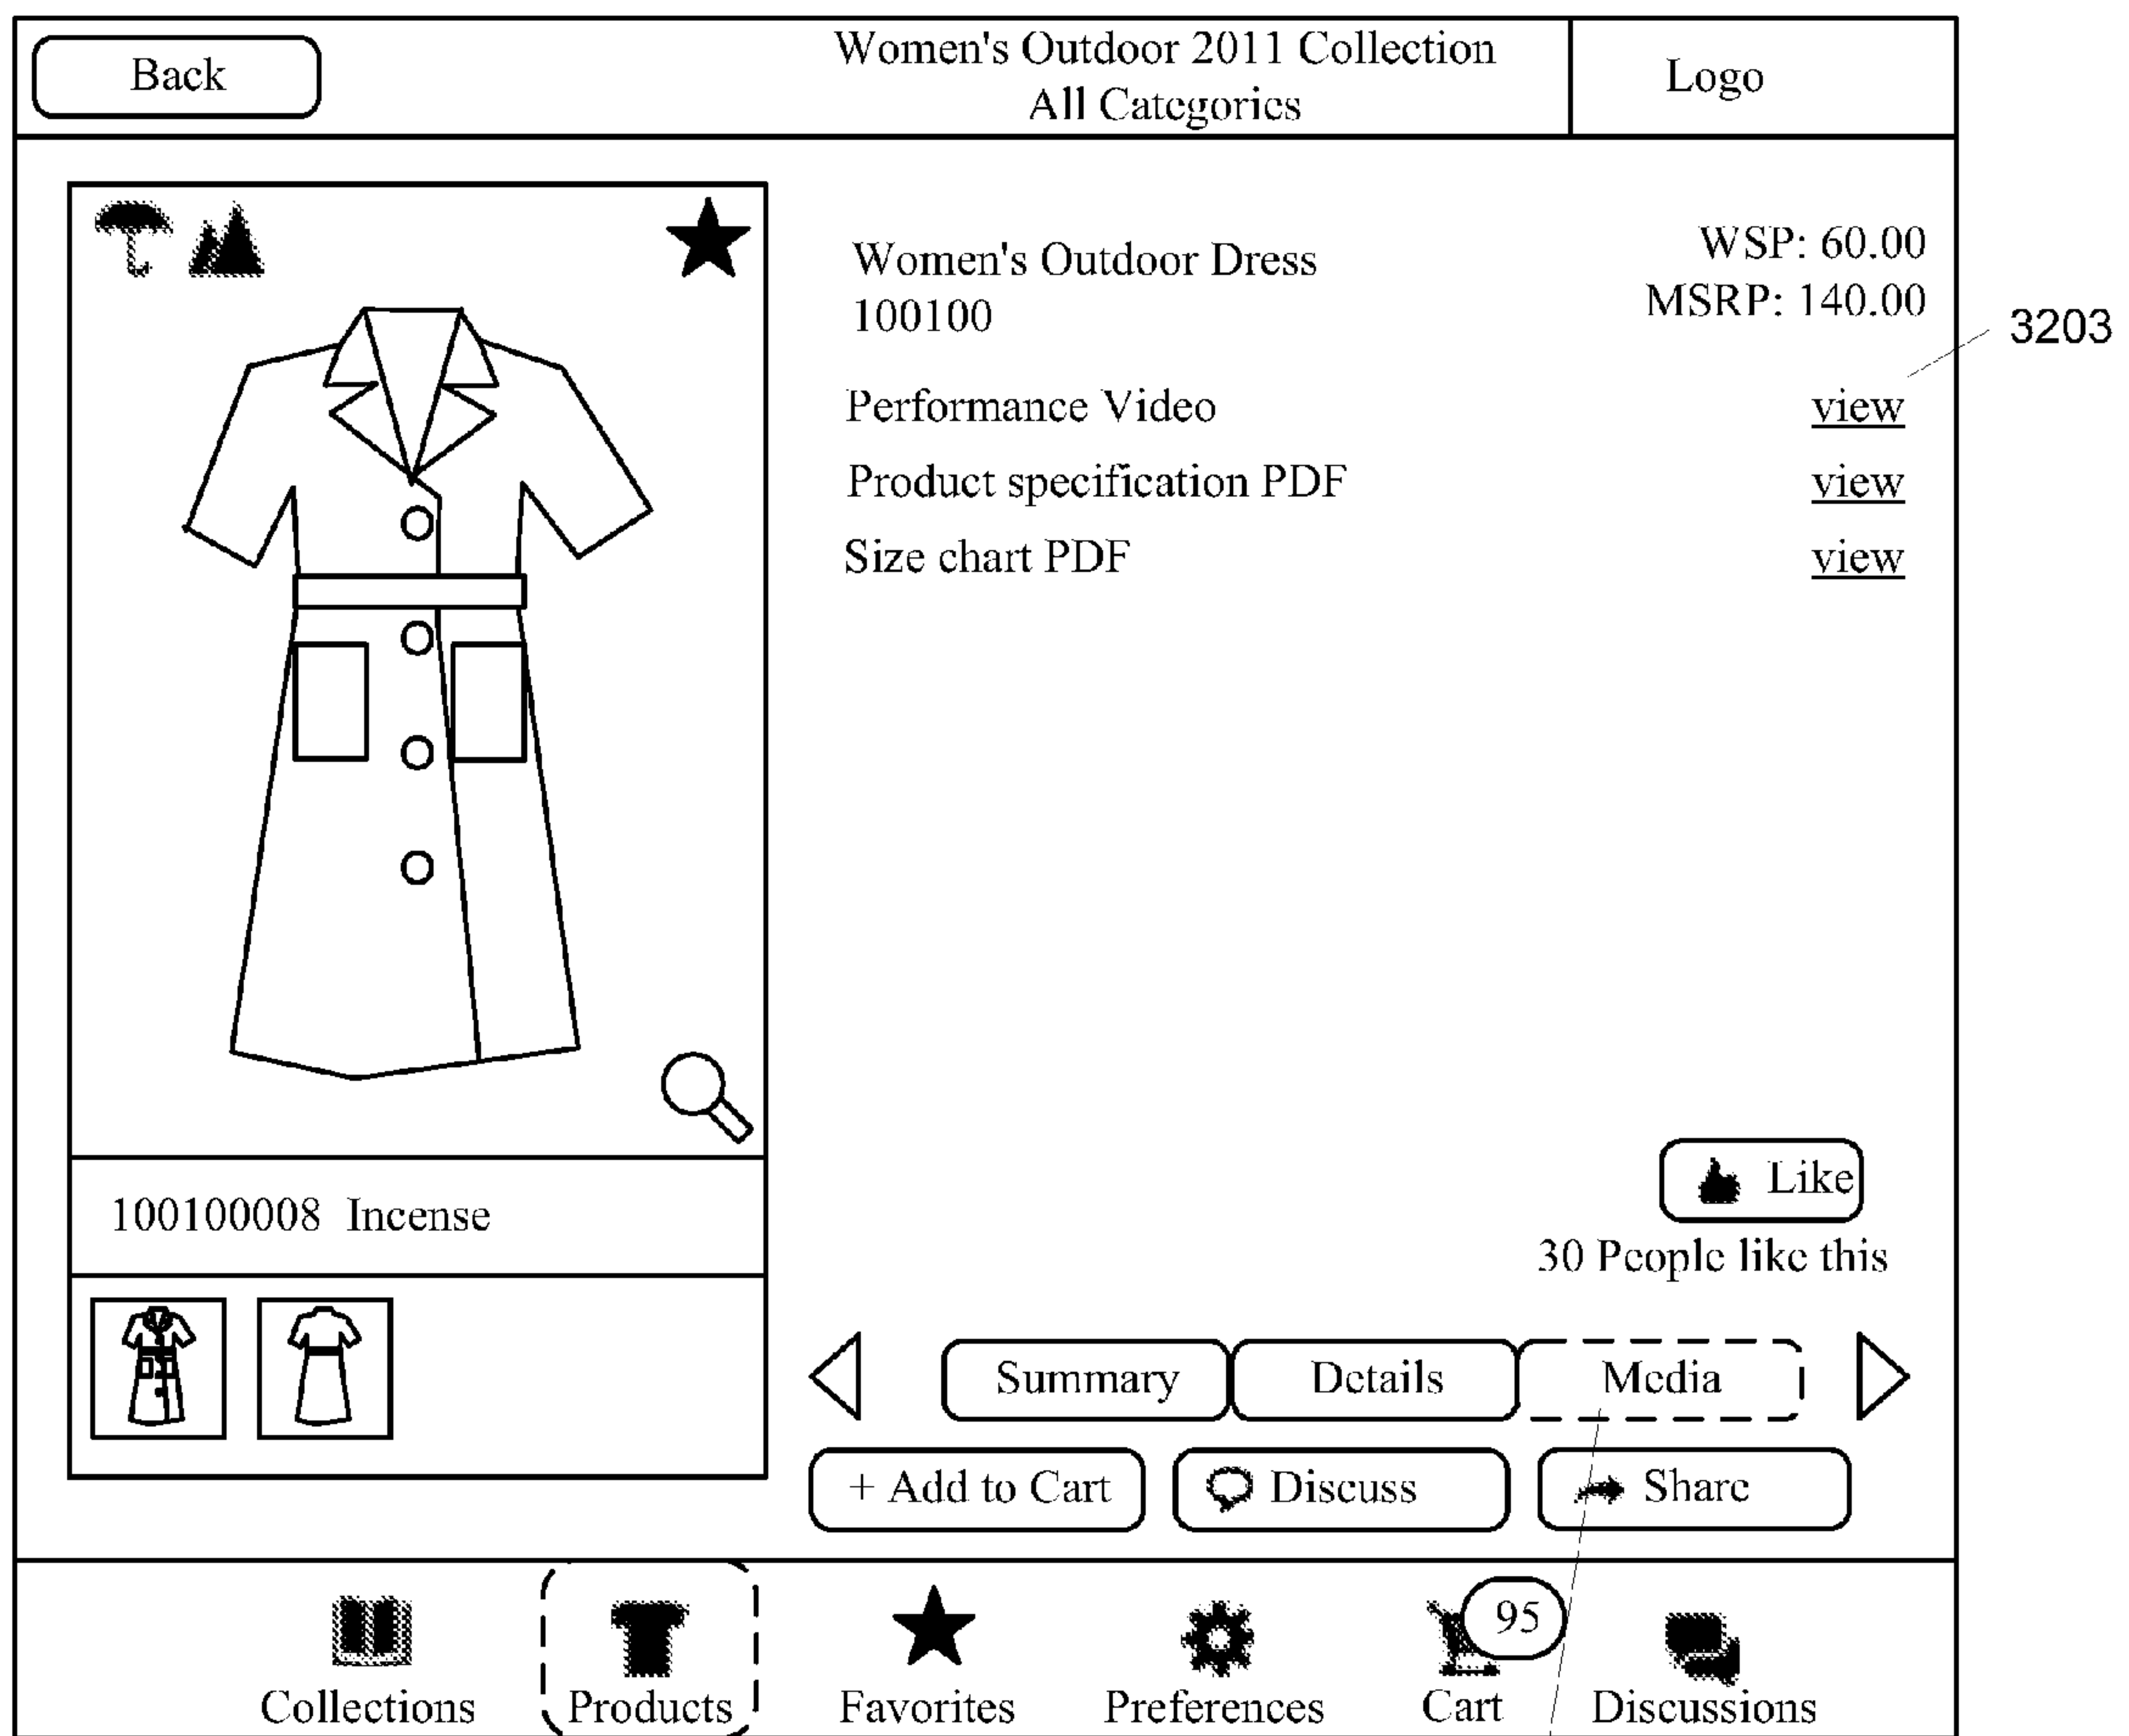 Back
Women's Outdoor 2011 Collection
All Categories
Logo
Women's Outdoor Dress
100100
WSP: 60.00
MSRP: 140.00
3203
Performance Video view
Product specification PDF view
Size chart PDF view
100100008 Incense
Like
30 People like this
Summary Details Media
+ Add to Cart Discuss Share
95
Collections Products Favorites Preferences Cart Discussions